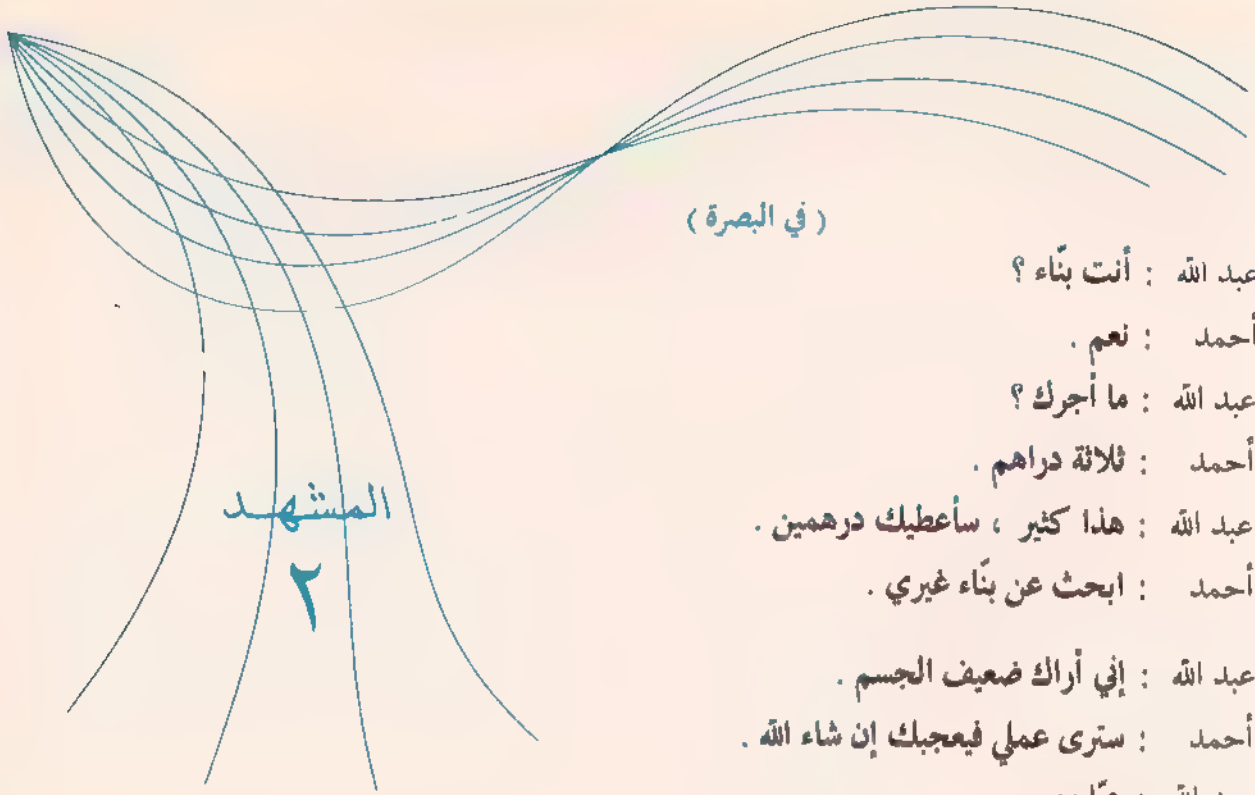 ( في البصرة )
عبد الله : أنت بنّاء ؟
أحمد : نعم .
عبد الله : ما أجرك ؟
أحمد : ثلاثة دراهم .
عبد الله : هذا كثير ، سأعطيك درهمين .
أحمد : ابحث عن بنّاء غيري .
عبد الله : إني أراك ضعيف الجسم .
أحمد : سترى عملي فيعجبك إن شاء الله .
المشهد
٢